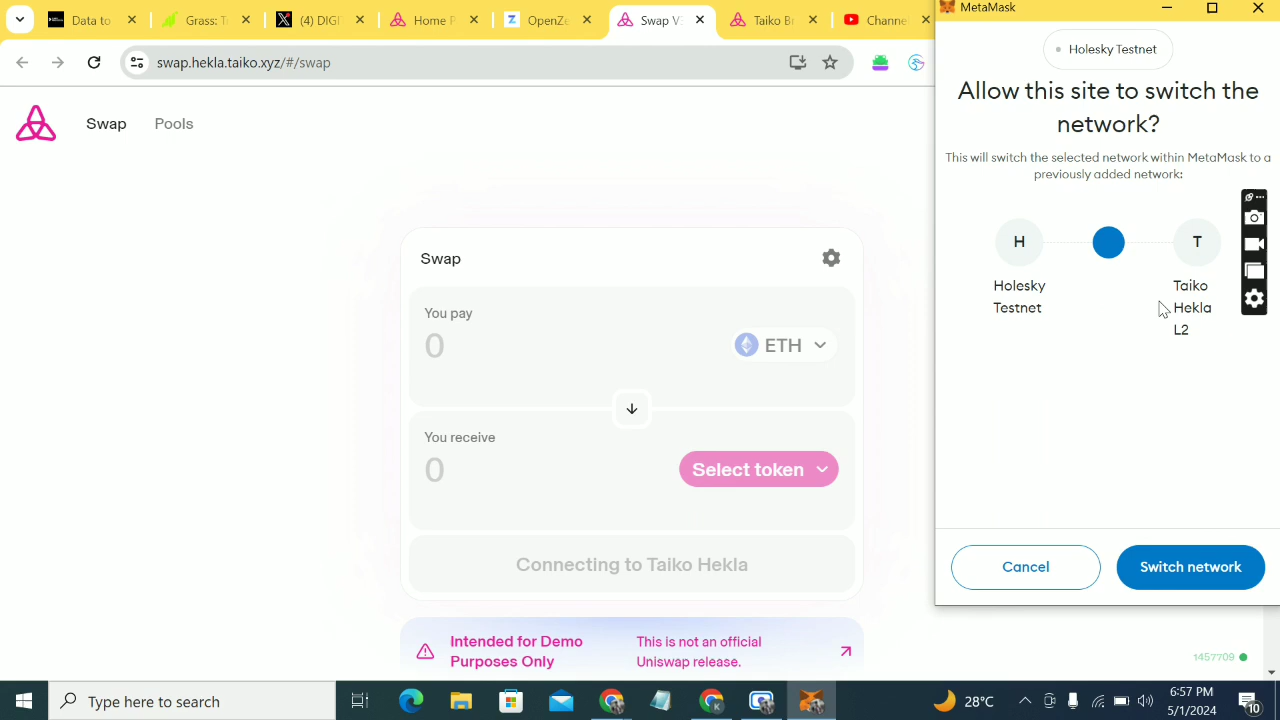 Data to
Grass: T
(4) DIGI
Home P
OpenZe
Swap V
Taiko Br
Channe
MetaMask
swap.hekla.taiko.xyz/#/swap
Holesky Testnet
Allow this site to switch the
network?
This will switch the selected network within MetaMask to a
previously added network:
H
T
Holesky
Testnet
Taiko
Hekla
L2
Cancel
Switch network
Swap
Pools
Swap
You pay
0
ETH
You receive
0
Select token
Connecting to Taiko Hekla
Intended for Demo
Purposes Only
This is not an official
Uniswap release.
1457709
Type here to search
28°C
6:57 PM
5/1/2024
10